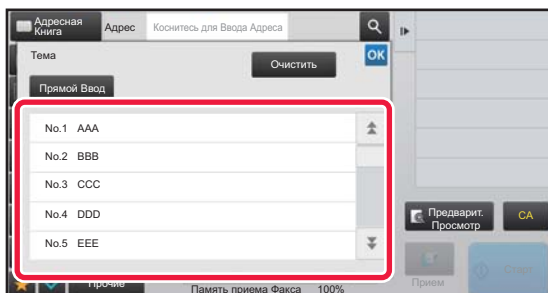 Адресная
Книга
Адрес
Коснитесь для Ввода Адреса
Тема
Очистить
OK
Прямой Ввод
No.1 AAA
No.2 BBB
No.3 CCC
No.4 DDD
No.5 EEE
Предварит.
Просмотр
CA
Прочие
Память приема Факса 100%
Прием
Старт